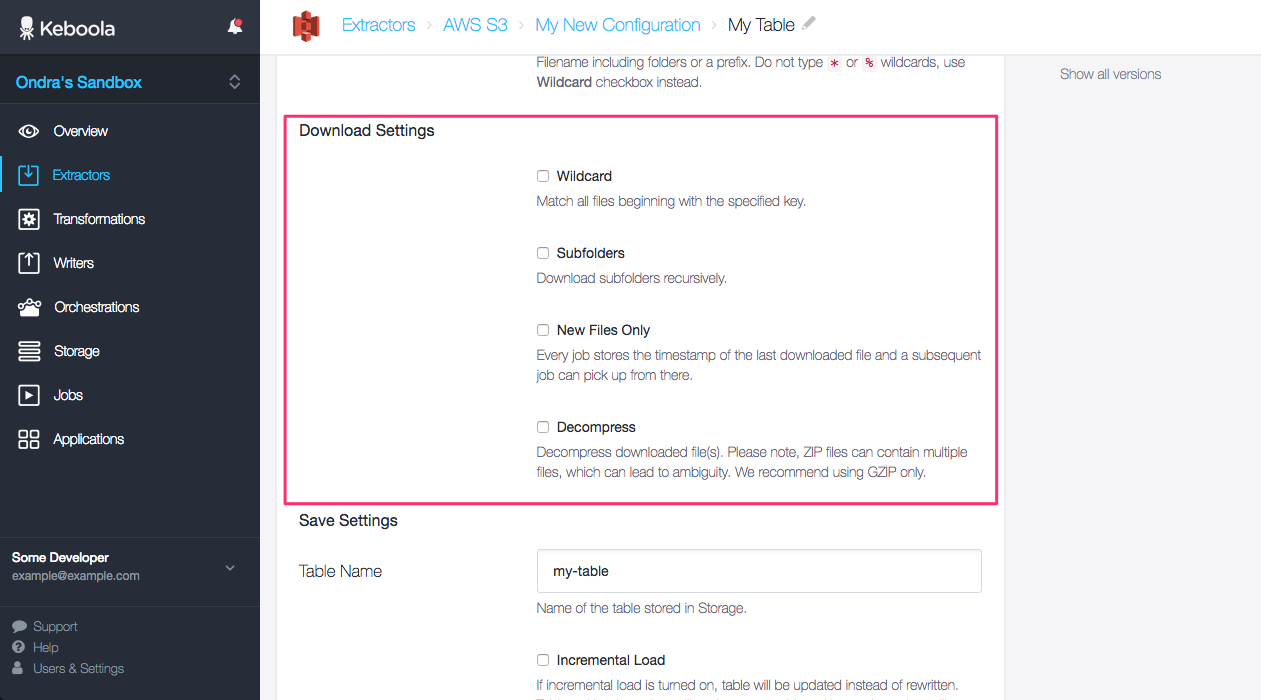 Keboola
Ondra's Sandbox
Overview
Extractors
Transformations
Writers
Orchestrations
Storage
Jobs
Applications
Some Developer
example@example.com
Support
Help
Users & Settings
Extractors › AWS S3 › My New Configuration › My Table
Filename including folders or a prefix. Do not type * or % wildcards, use
Wildcard checkbox instead.
Show all versions
Download Settings
Wildcard
Match all files beginning with the specified key.
Subfolders
Download subfolders recursively.
New Files Only
Every job stores the timestamp of the last downloaded file and a subsequent
job can pick up from there.
Decompress
Decompress downloaded file(s). Please note, ZIP files can contain multiple
files, which can lead to ambiguity. We recommend using GZIP only.
Save Settings
Table Name
my-table
Name of the table stored in Storage.
Incremental Load
If incremental load is turned on, table will be updated instead of rewritten.